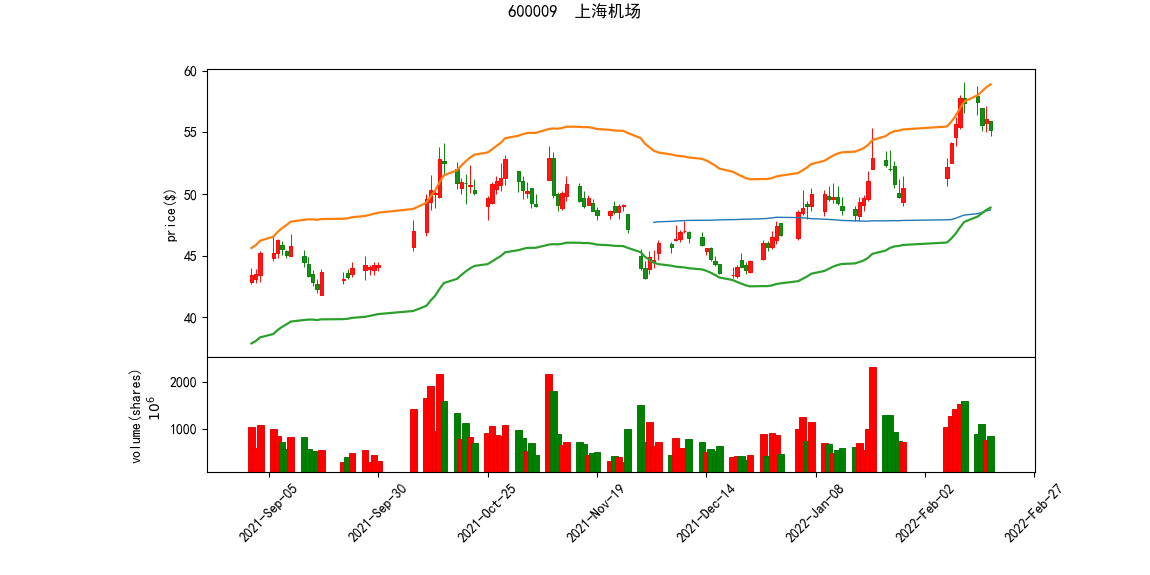 600009 上海机场
60
55
50
45
40
price($)
2000
1000
volume(shares)
10^6
2021-Sep-05
2021-Sep-30
2021-Oct-25
2021-Nov-19
2021-Dec-14
2022-Jan-08
2022-Feb-02
2022-Feb-27